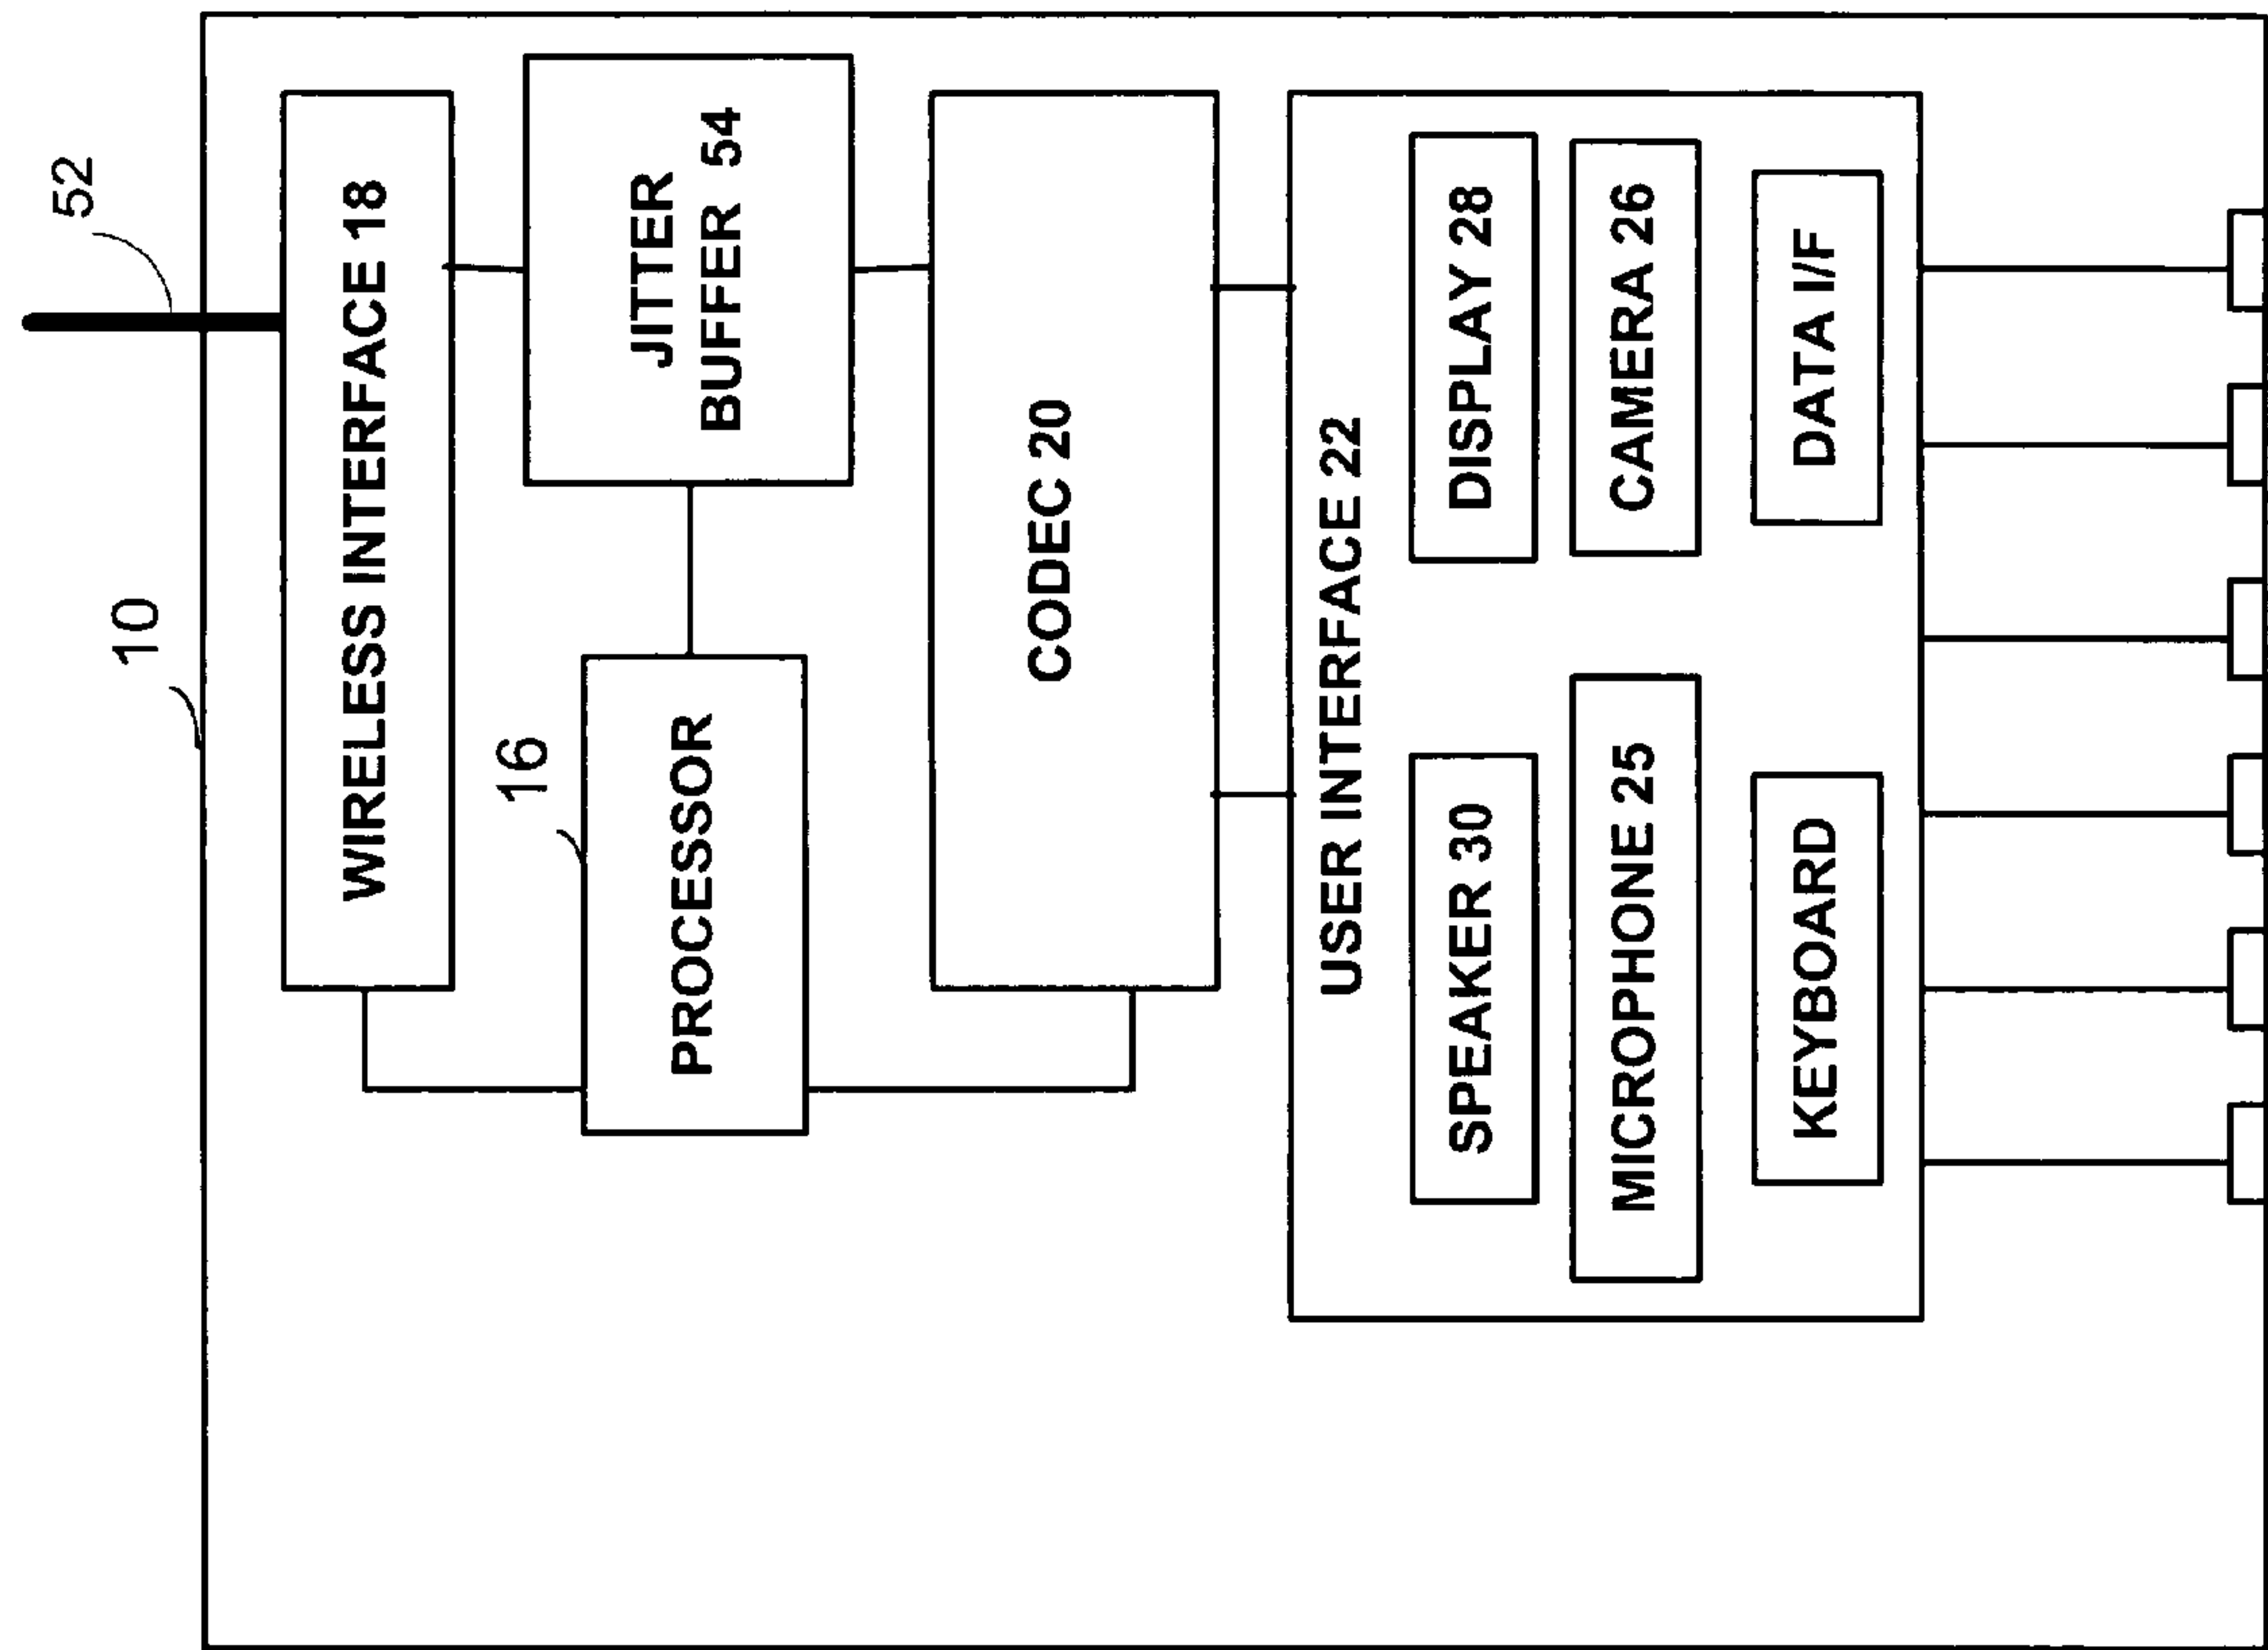 52
10
WIRELESS INTERFACE 18
16
PROCESSOR
JITTER
BUFFER 54
CODEC 20
USER INTERFACE 22
SPEAKER 30
DISPLAY 28
MICROPHONE 25
CAMERA 26
KEYBOARD
DATA I/F